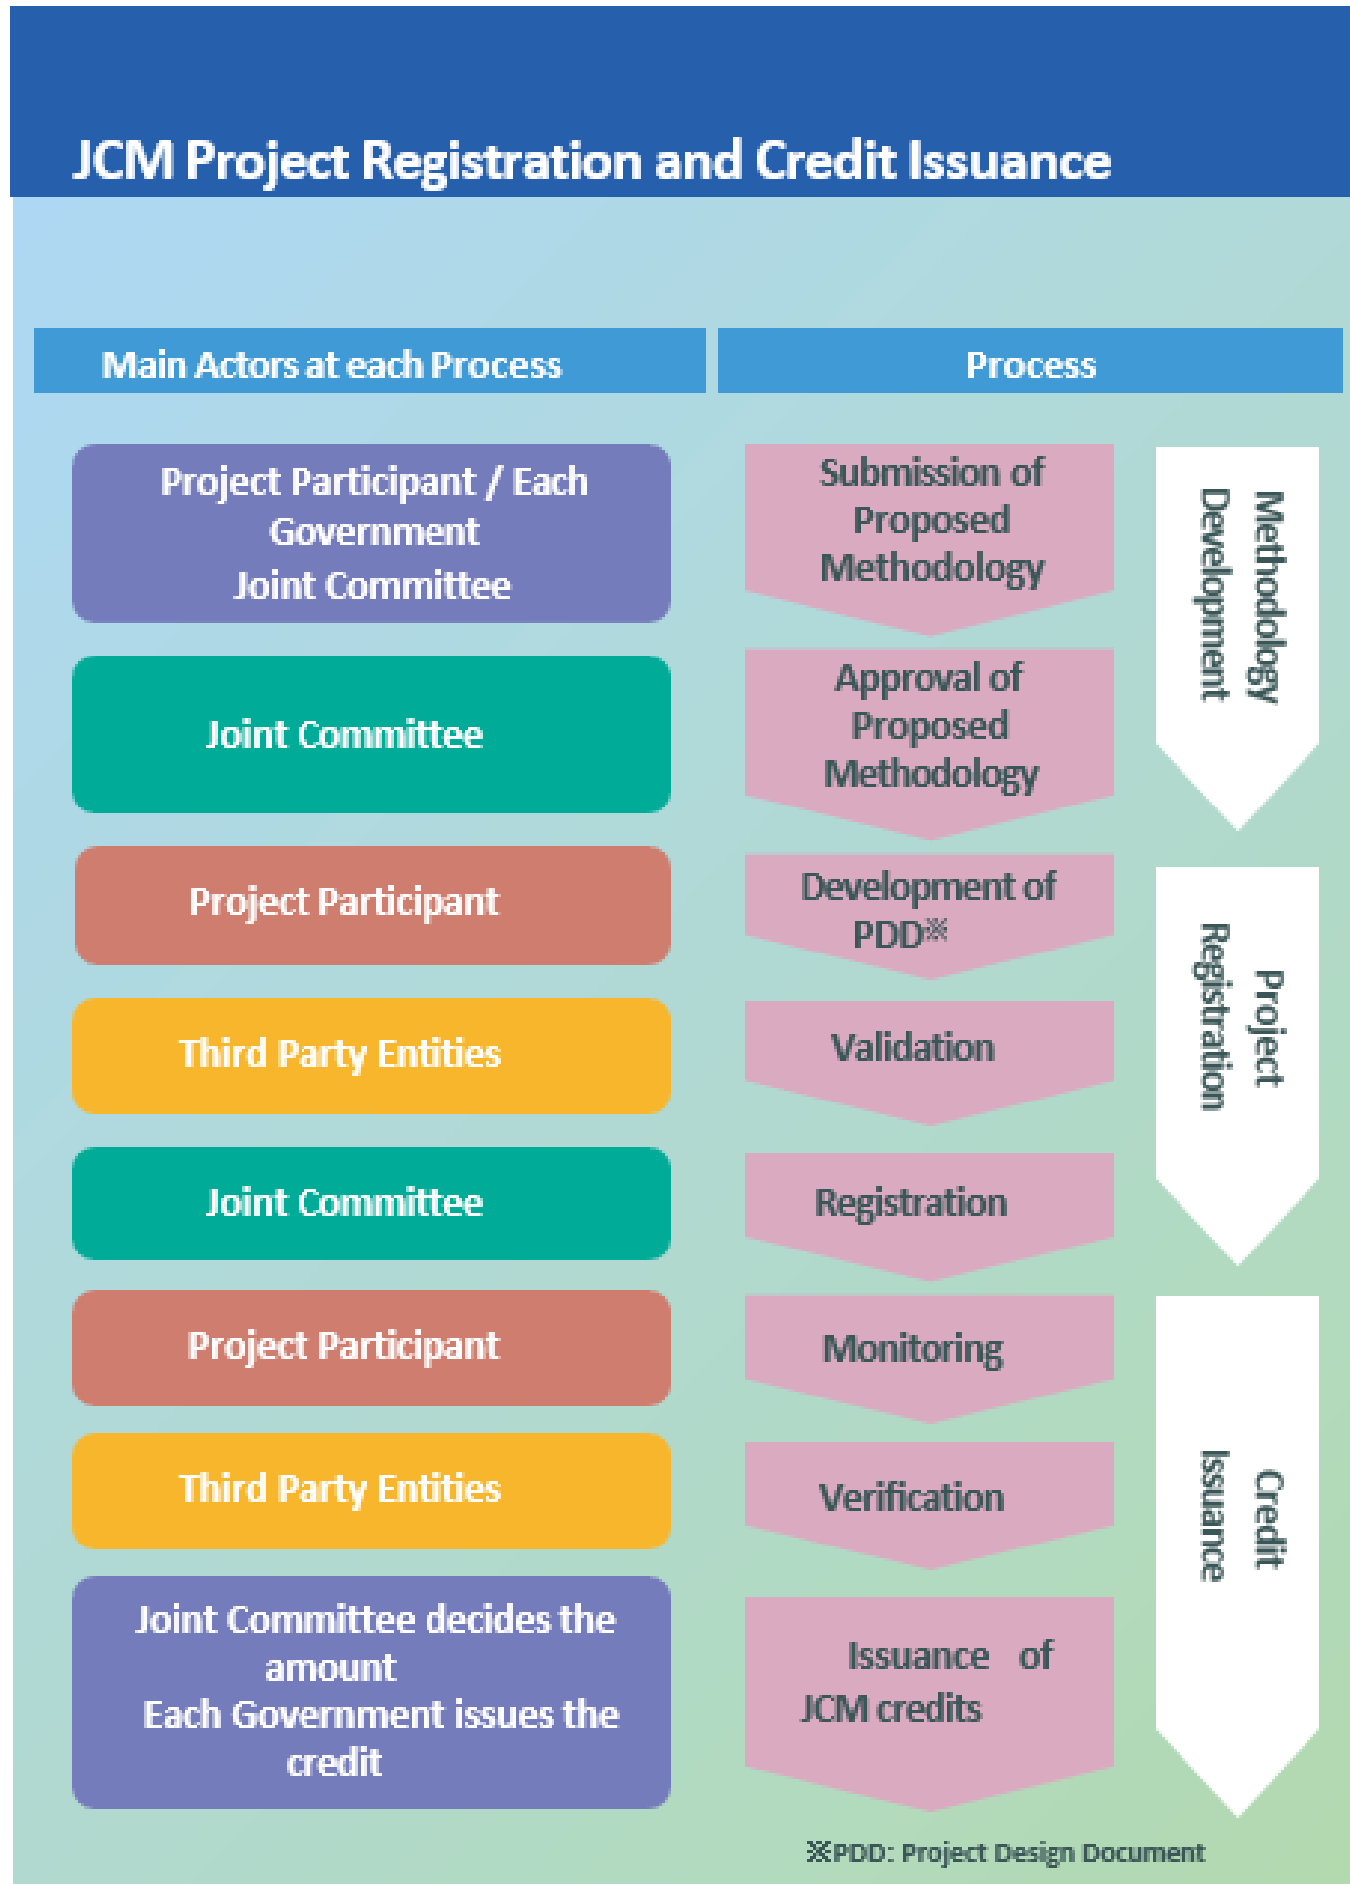 JCM Project Registration and Credit Issuance
Main Actors at each Process
Process
Project Participant / Each
Government
Joint Committee
Submission of
Proposed
Methodology
Methodology
Development
Joint Committee
Approval of
Proposed
Methodology
Project Participant
Development of
PDD※
Project
Registration
Third Party Entities
Validation
Joint Committee
Registration
Project Participant
Monitoring
Credit
Issuance
Third Party Entities
Verification
Joint Committee decides the
amount
Each Government issues the
credit
Issuance of
JCM credits
※PDD: Project Design Document